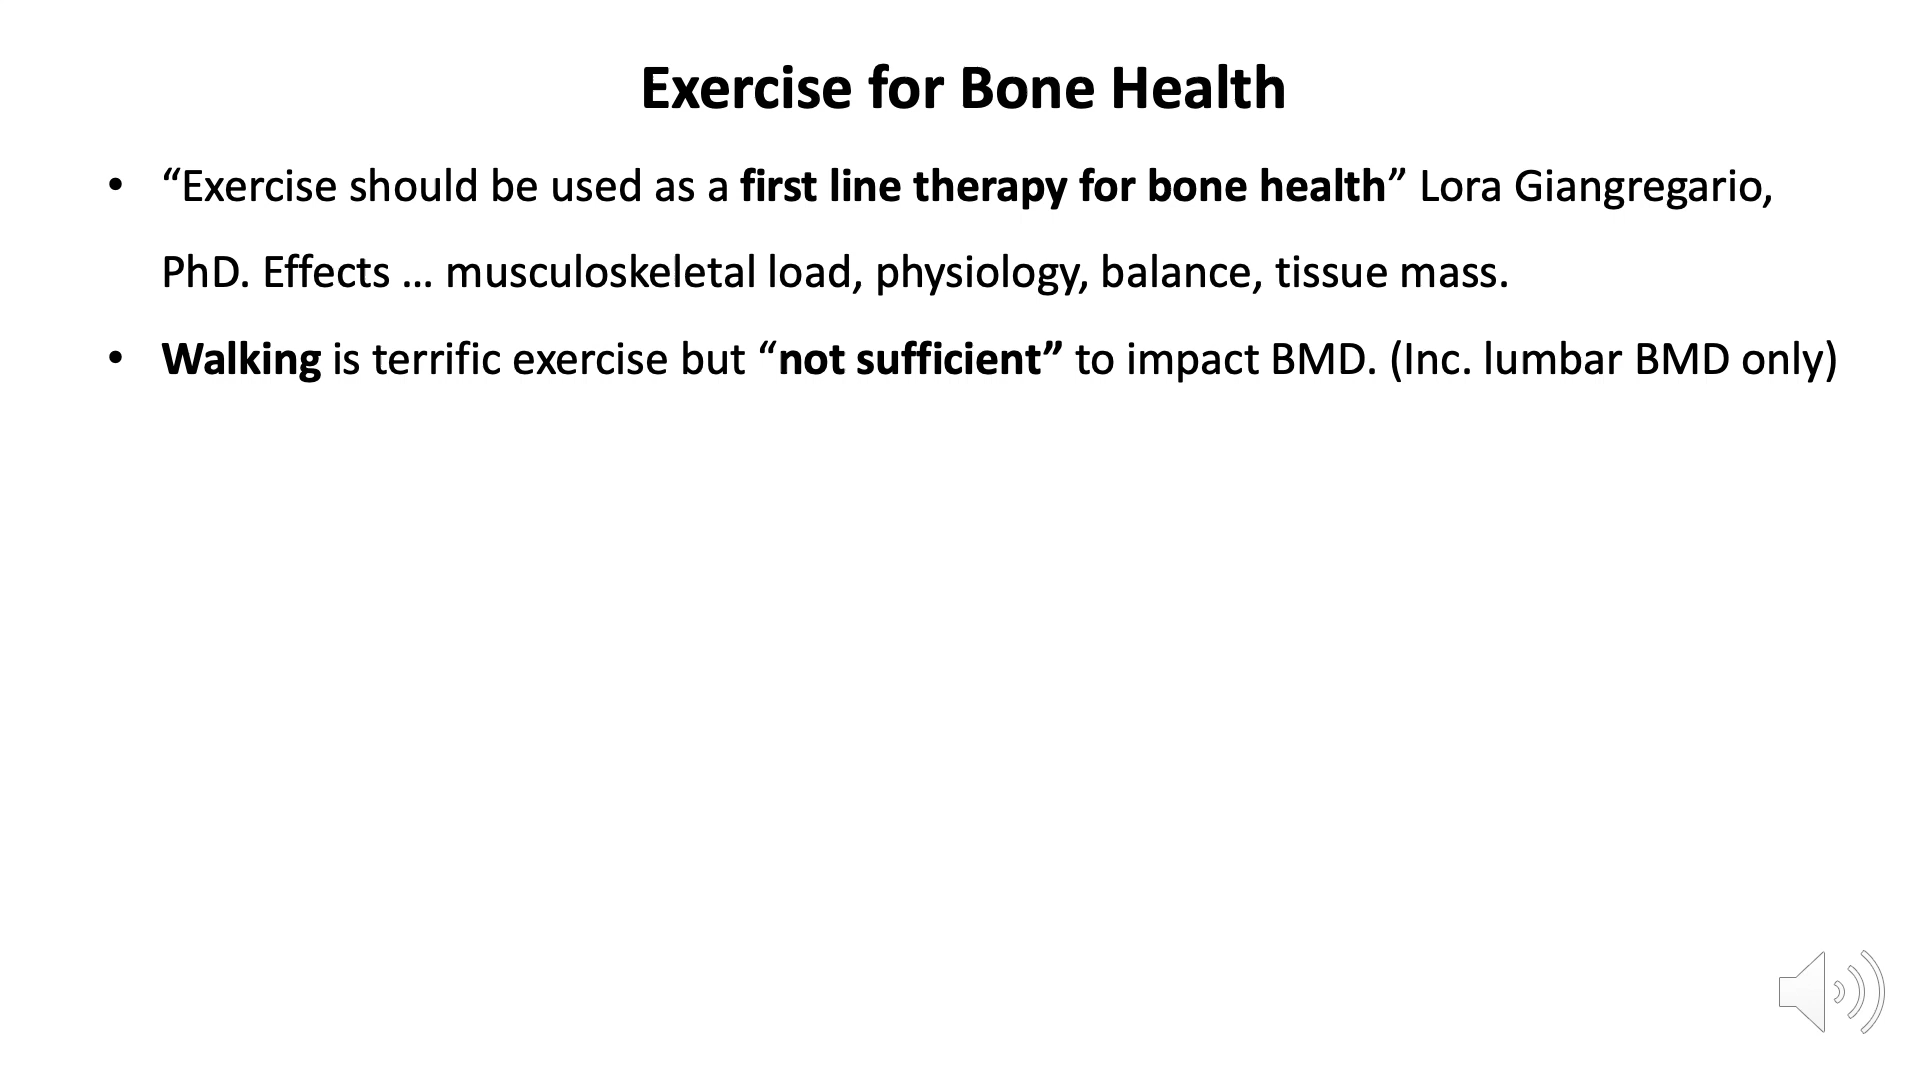 Exercise for Bone Health
• “Exercise should be used as a first line therapy for bone health” Lora Giangregario,
PhD. Effects … musculoskeletal load, physiology, balance, tissue mass.
• Walking is terrific exercise but “not sufficient” to impact BMD. (Inc. lumbar BMD only)